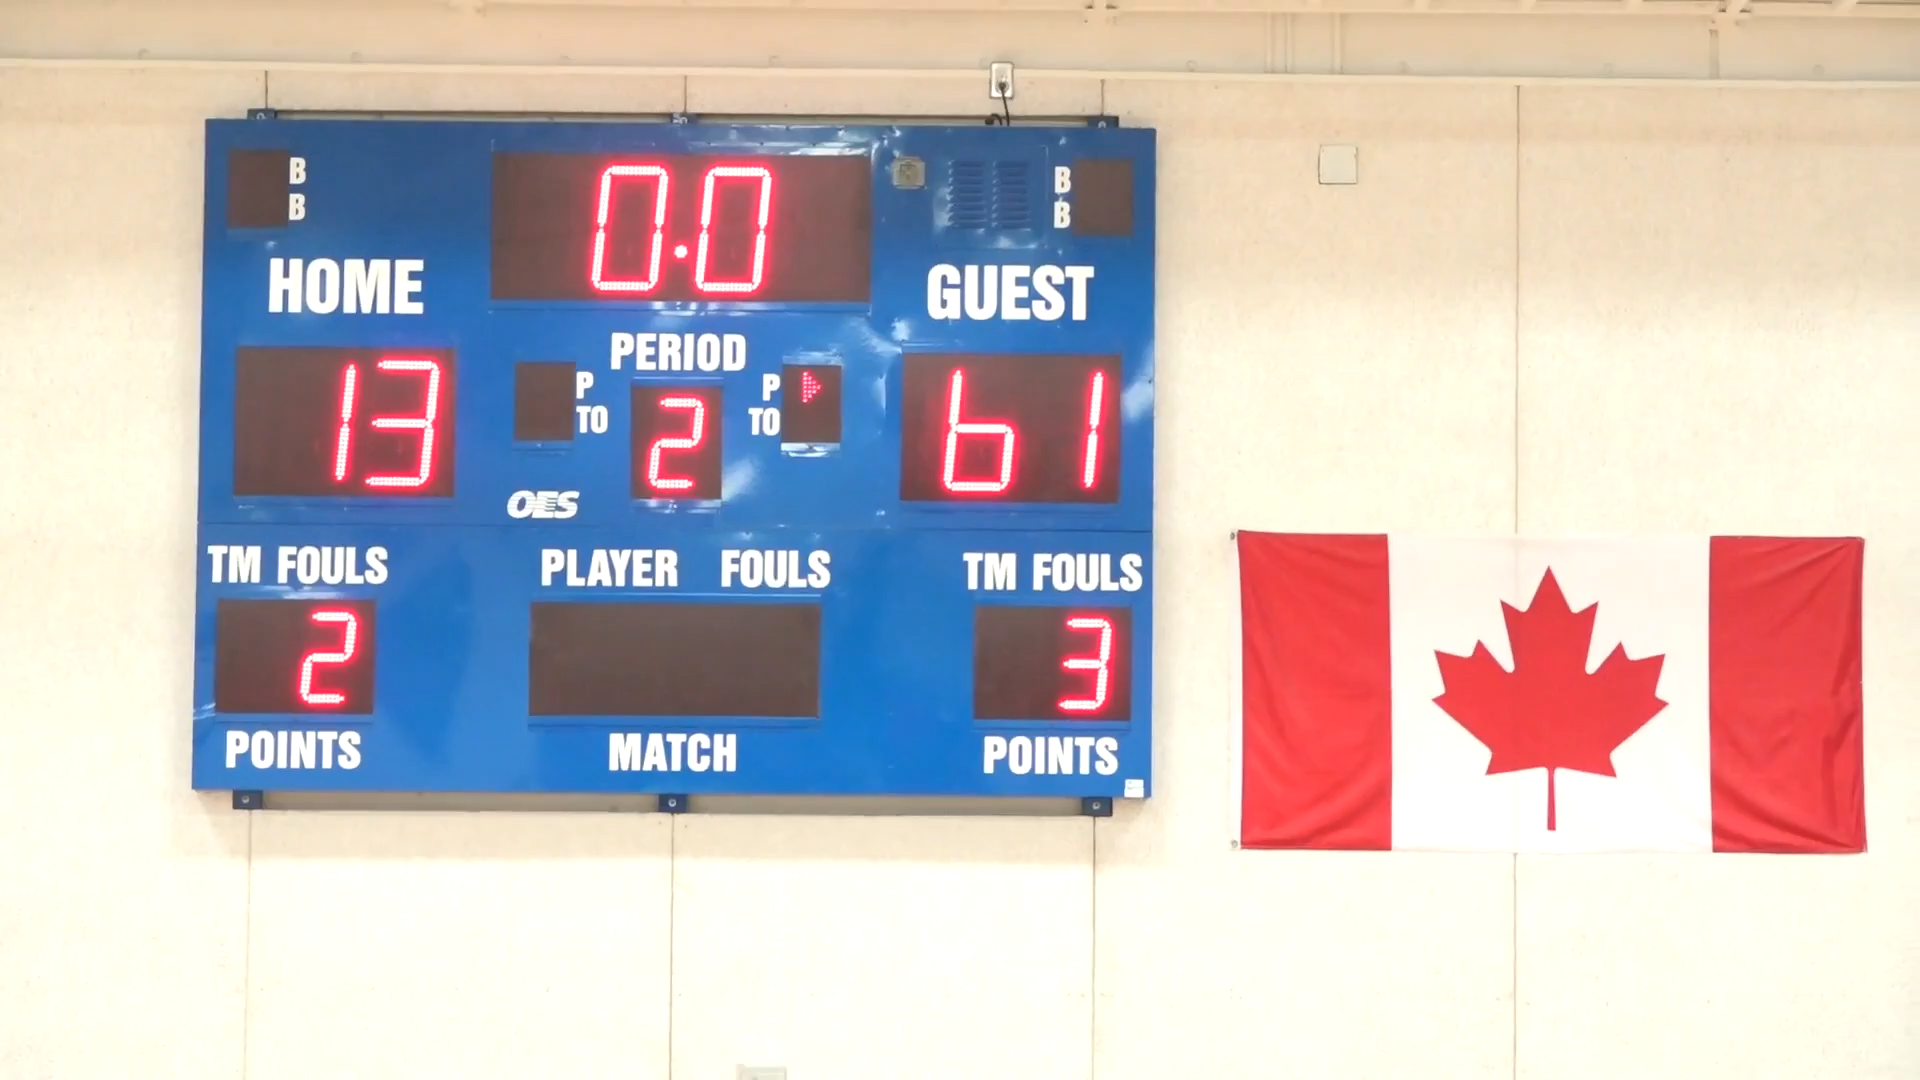 B
B
0.0
B
B
HOME
GUEST
PERIOD
13
P
TO
2
P
TO
61
OES
TM FOULS
PLAYER FOULS
TM FOULS
2
3
POINTS
MATCH
POINTS